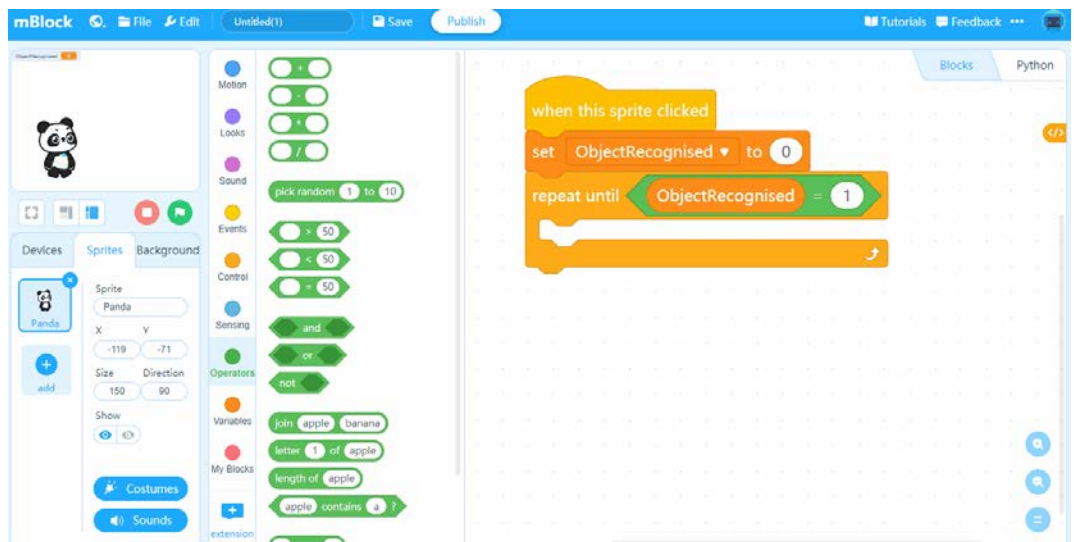 mBlock File Edit Untitled(1) Save Publish Tutorials Feedback
ObjectRecognised 0
Devices Sprites Background
Panda
add
Sprite
Panda
X Y
-119 -71
Size Direction
150 90
Show
Costumes
Sounds
Motion
Looks
Sound
Events
Control
Sensing
Operators
Variables
My Blocks
extension
+
-
*
/
pick random 1 to 10
> 50
< 50
= 50
and
or
not
join apple banana
letter 1 of apple
length of apple
apple contains a ?
Blocks Python
</>
when this sprite clicked
set ObjectRecognised to 0
repeat until ObjectRecognised = 1